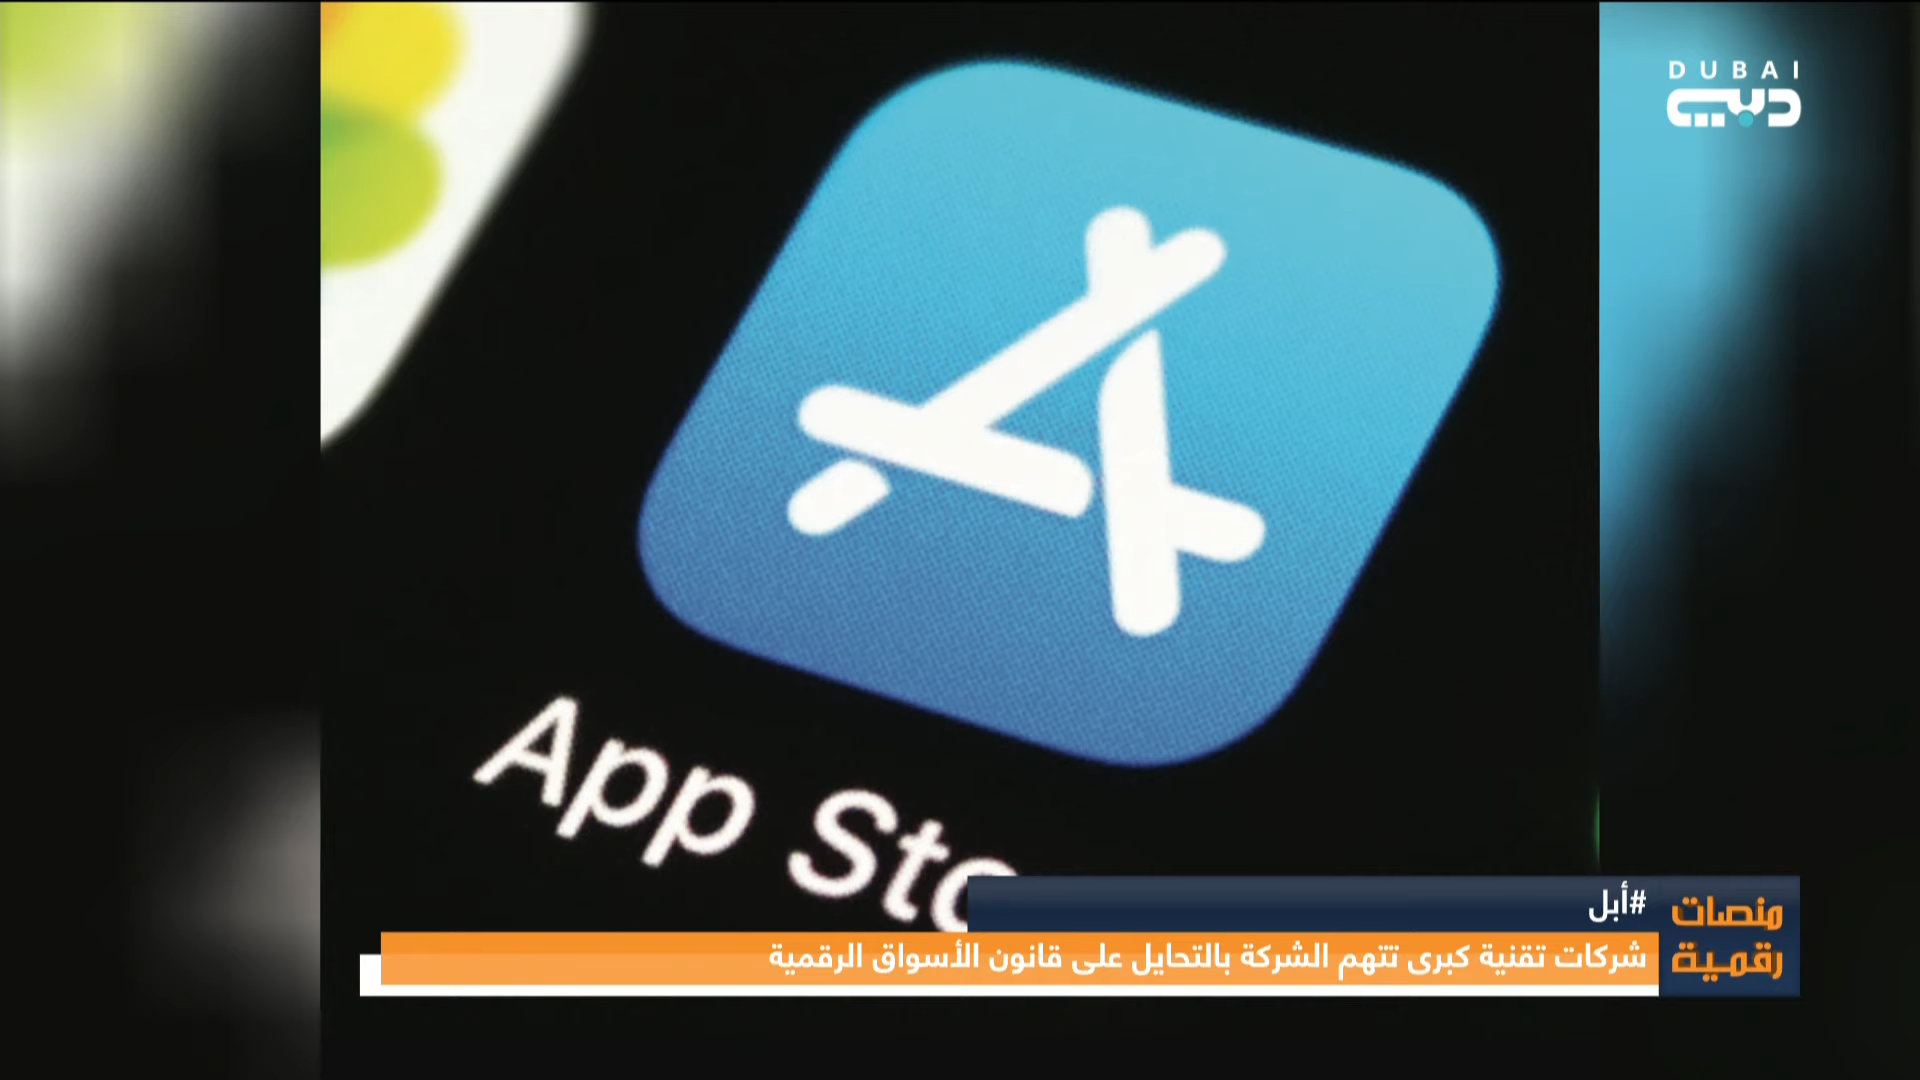 DUBAI
دبي
App Sto
#أبل
شركات تقنية كبرى تتهم الشركة بالتحايل على قانون الأسواق الرقمية
منصات
رقمية